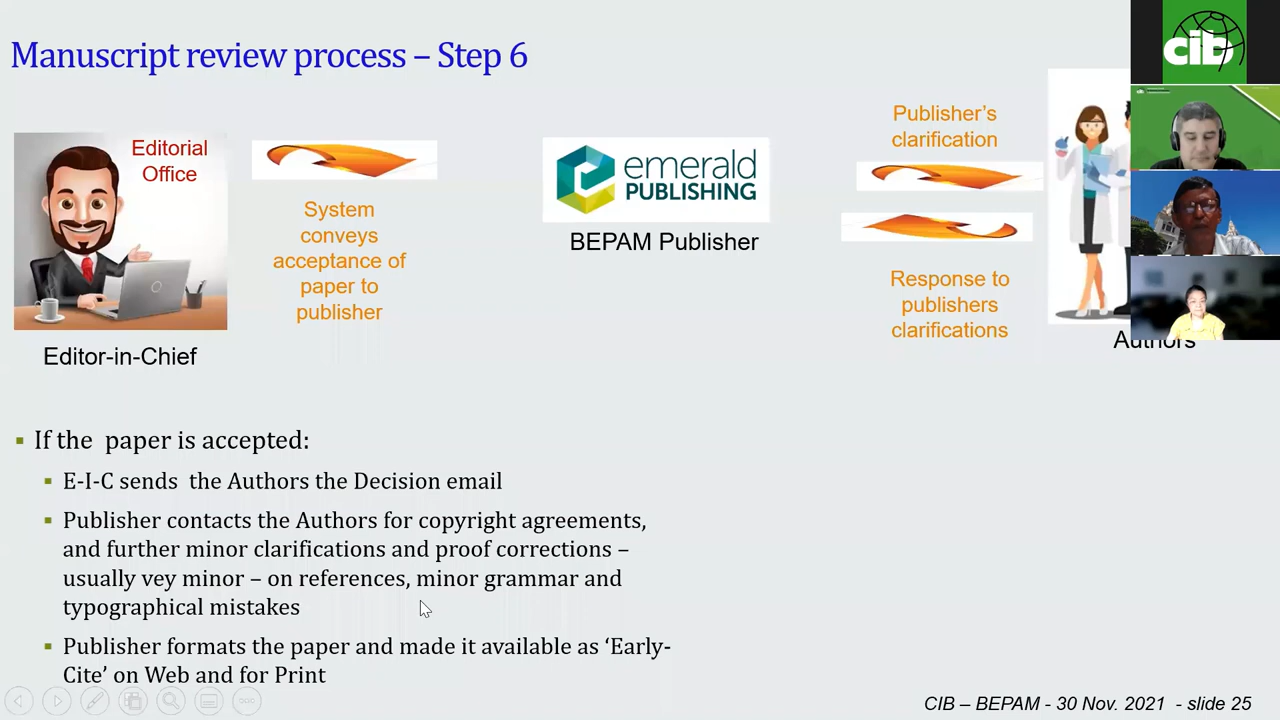 Manuscript review process – Step 6
cib
Editorial
Office
System
conveys
acceptance of
paper to
publisher
Editor-in-Chief
emerald
PUBLISHING
BEPAM Publisher
Publisher's
clarification
Response to
publishers
clarifications
Authors
If the  paper is accepted:
E-I-C sends  the Authors the Decision email
Publisher contacts the Authors for copyright agreements,
and further minor clarifications and proof corrections –
usually vey minor – on references, minor grammar and
typographical mistakes
Publisher formats the paper and made it available as ‘Early-
Cite’ on Web and for Print
CIB – BEPAM - 30 Nov. 2021  - slide 25